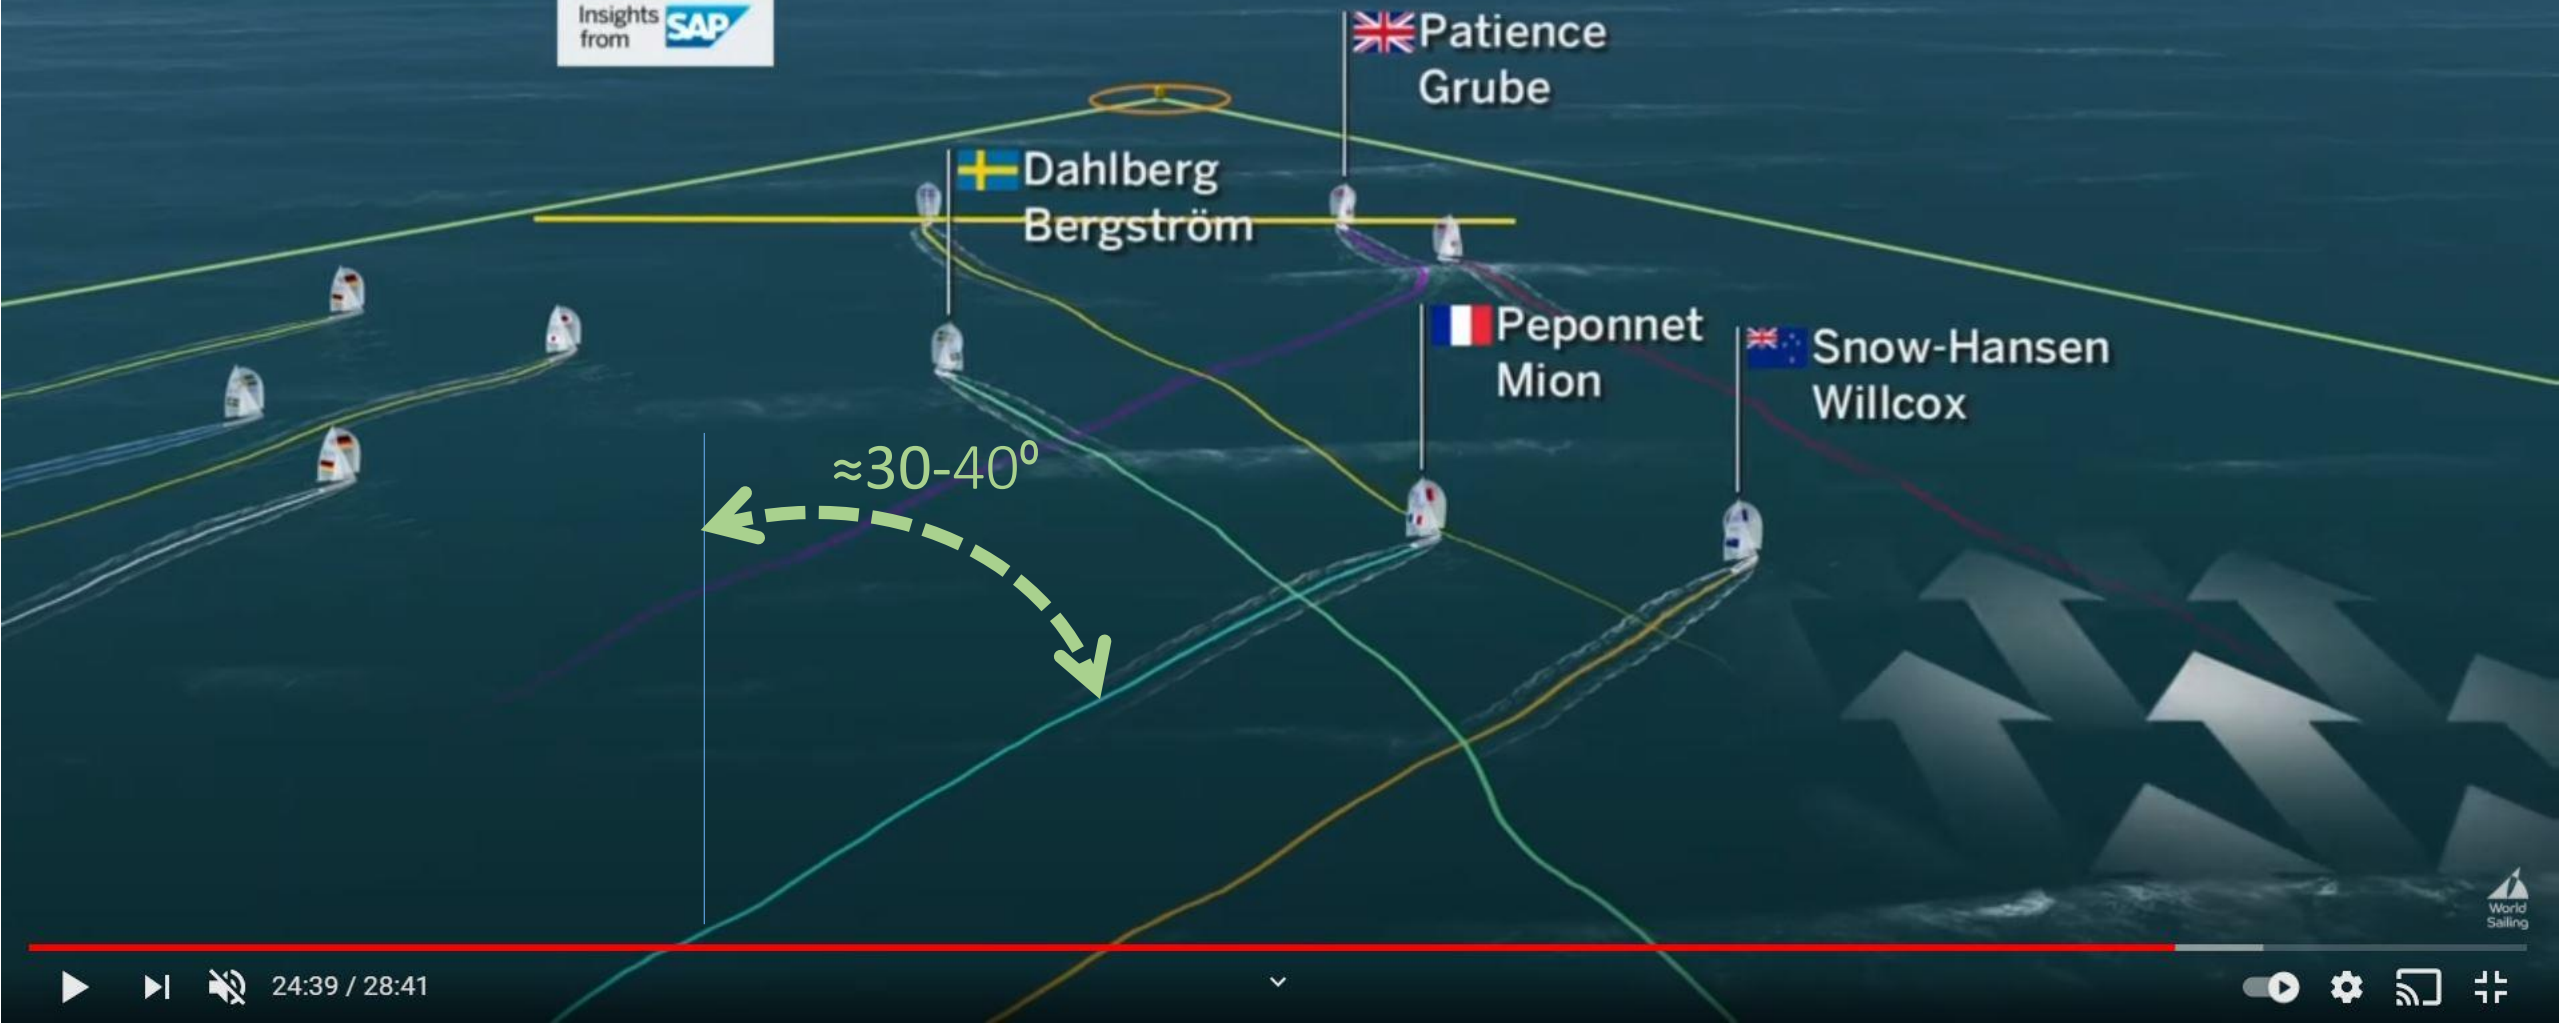 Insights
from
SAP
Patience
Grube
Dahlberg
Bergström
Peponnet
Mion
Snow-Hansen
Willcox
≈30-40⁰
World
Sailing
24:39 / 28:41